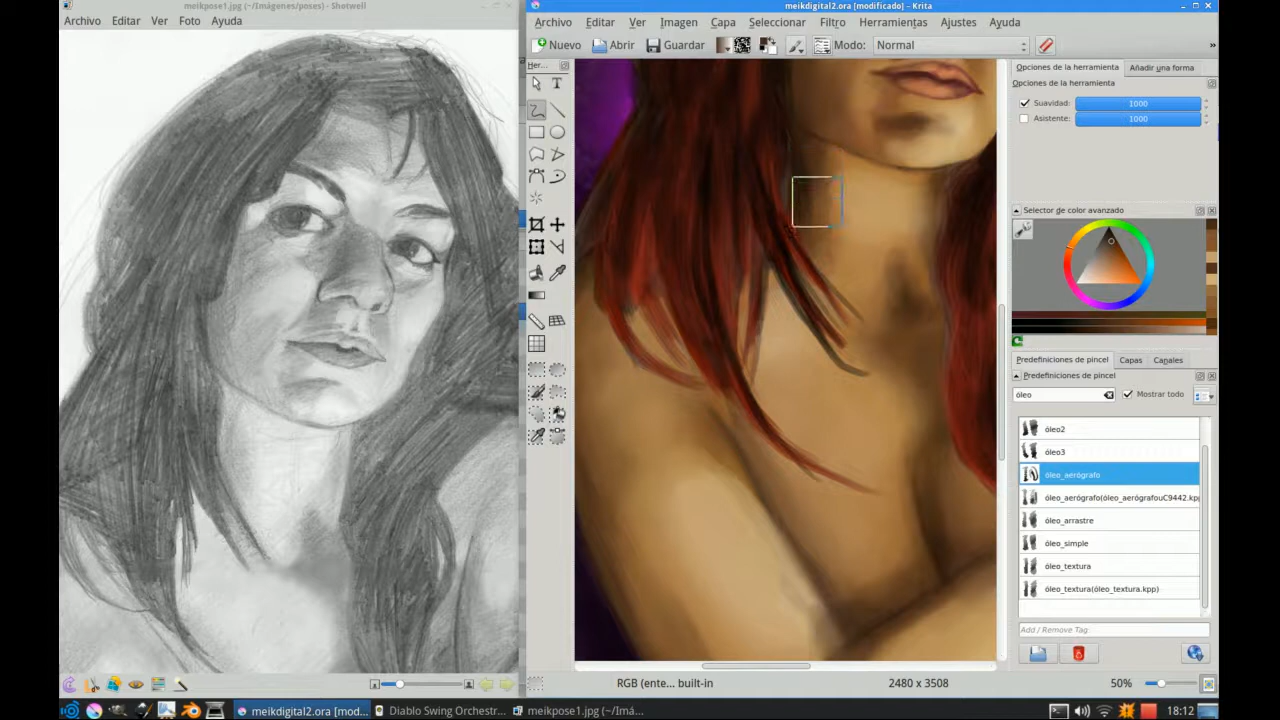 meikpose1.jpg (~/Imágenes/poses) - Shotwell
Archivo Editar Ver Foto Ayuda
meikdigital2.ora [modificado] - Krita
Archivo Editar Ver Imagen Capa Seleccionar Filtro Herramientas Ajustes Ayuda
Nuevo Abrir Guardar Modo: Normal »
Her...
Opciones de la herramienta Añadir una forma
Opciones de la herramienta
Suavidad: 1000
Asistente: 1000
Selector de color avanzado
Predefiniciones de pincel Capas Canales
Predefiniciones de pincel
óleo Mostrar todo
óleo2
óleo3
óleo_aerógrafo
óleo_aerógrafo(óleo_aerógrafouC9442.kpp
óleo_arrastre
óleo_simple
óleo_textura
óleo_textura(óleo_textura.kpp)
Add / Remove Tag
RGB (ente... built-in 2480 x 3508 50%
meikdigital2.ora [mod... Diablo Swing Orchestr... meikpose1.jpg (~/Imá... 18:12